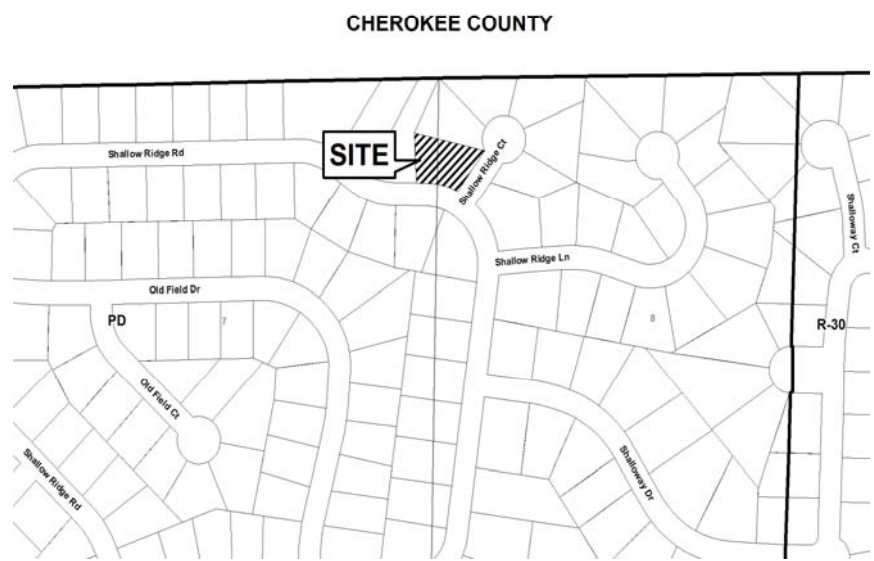 CHEROKEE COUNTY
Shallow Ridge Rd
SITE
Shallow Ridge Ct
Shalloway Ct
Shallow Ridge Ln
Old Field Dr
PD
7
8
R-30
Old Field Ct
Shallow Ridge Rd
Shalloway Dr